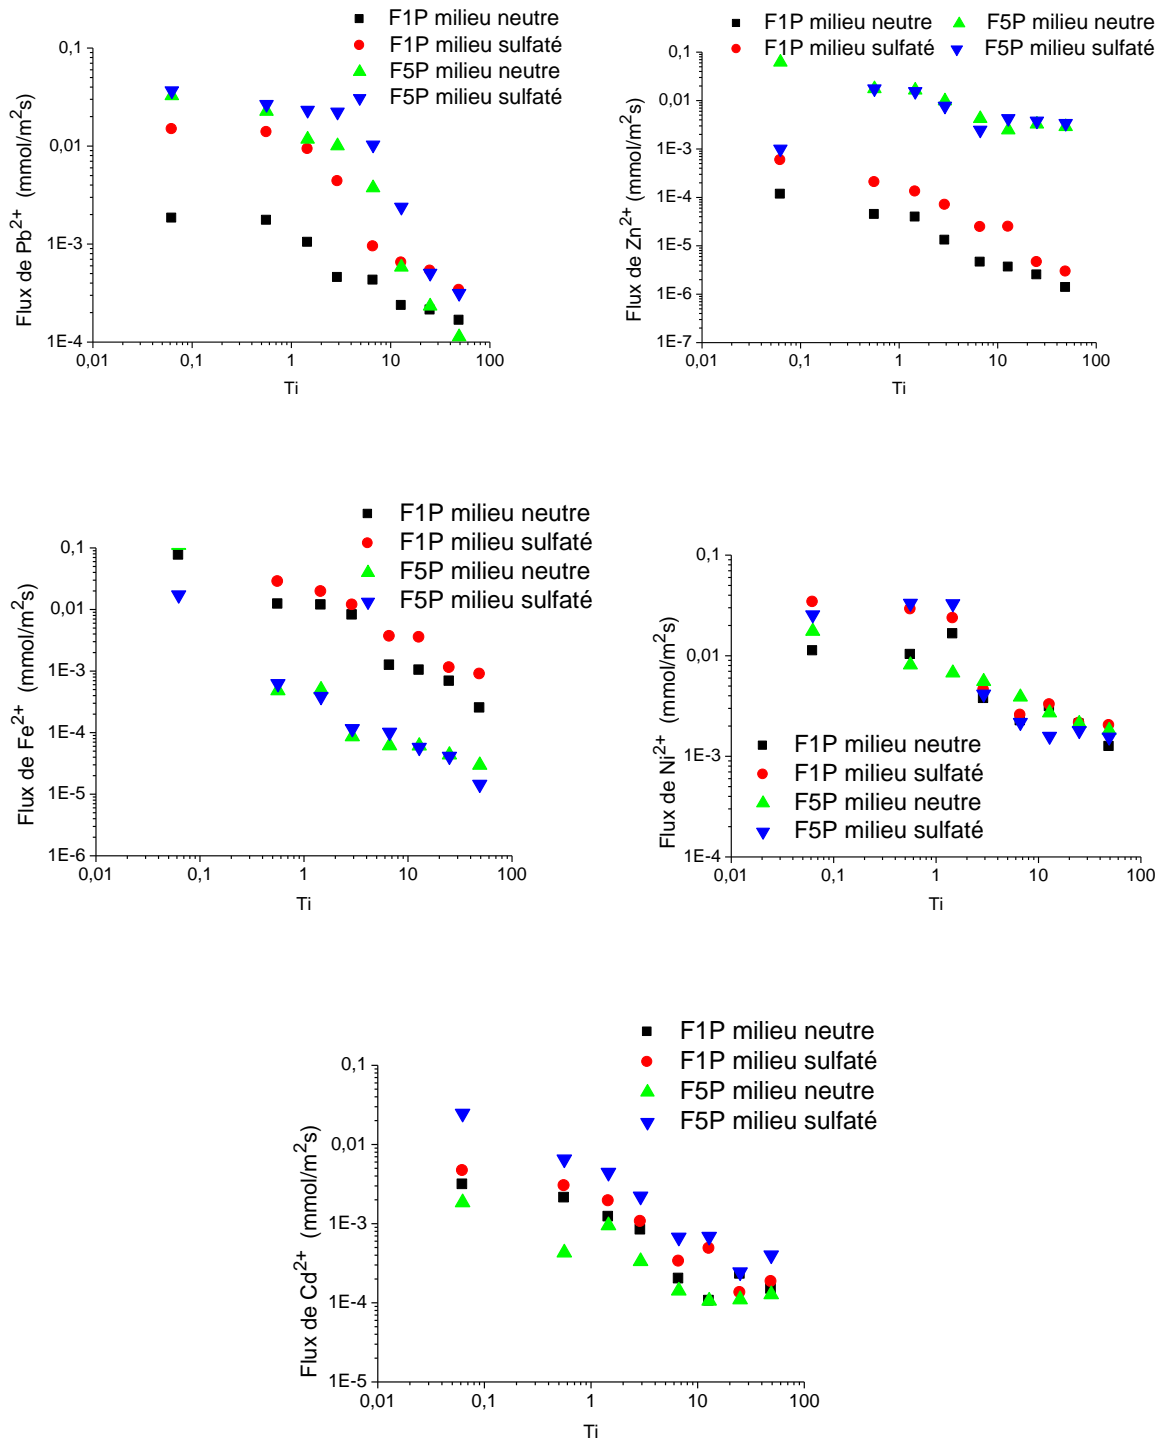 F1P milieu neutre
F1P milieu sulfaté
F5P milieu neutre
F5P milieu sulfaté
0,1
0,01
1E-3
1E-4
0,01
0,1
1
10
100
Flux de Pb2+ (mmol/m2s)
Ti
F1P milieu neutre
F5P milieu neutre
F1P milieu sulfaté
F5P milieu sulfaté
0,1
0,01
1E-3
1E-4
1E-5
1E-6
1E-7
0,01
0,1
1
10
100
Flux de Zn2+ (mmol/m2s)
Ti
F1P milieu neutre
F1P milieu sulfaté
F5P milieu neutre
F5P milieu sulfaté
0,1
0,01
1E-3
1E-4
1E-5
1E-6
0,01
0,1
1
10
100
Flux de Fe2+ (mmol/m2s)
Ti
0,1
0,01
1E-3
1E-4
F1P milieu neutre
F1P milieu sulfaté
F5P milieu neutre
F5P milieu sulfaté
0,01
0,1
1
10
100
Flux de Ni2+ (mmol/m2s)
Ti
F1P milieu neutre
F1P milieu sulfaté
F5P milieu neutre
F5P milieu sulfaté
0,1
0,01
1E-3
1E-4
1E-5
0,01
0,1
1
10
100
Flux de Cd2+ (mmol/m2s)
Ti